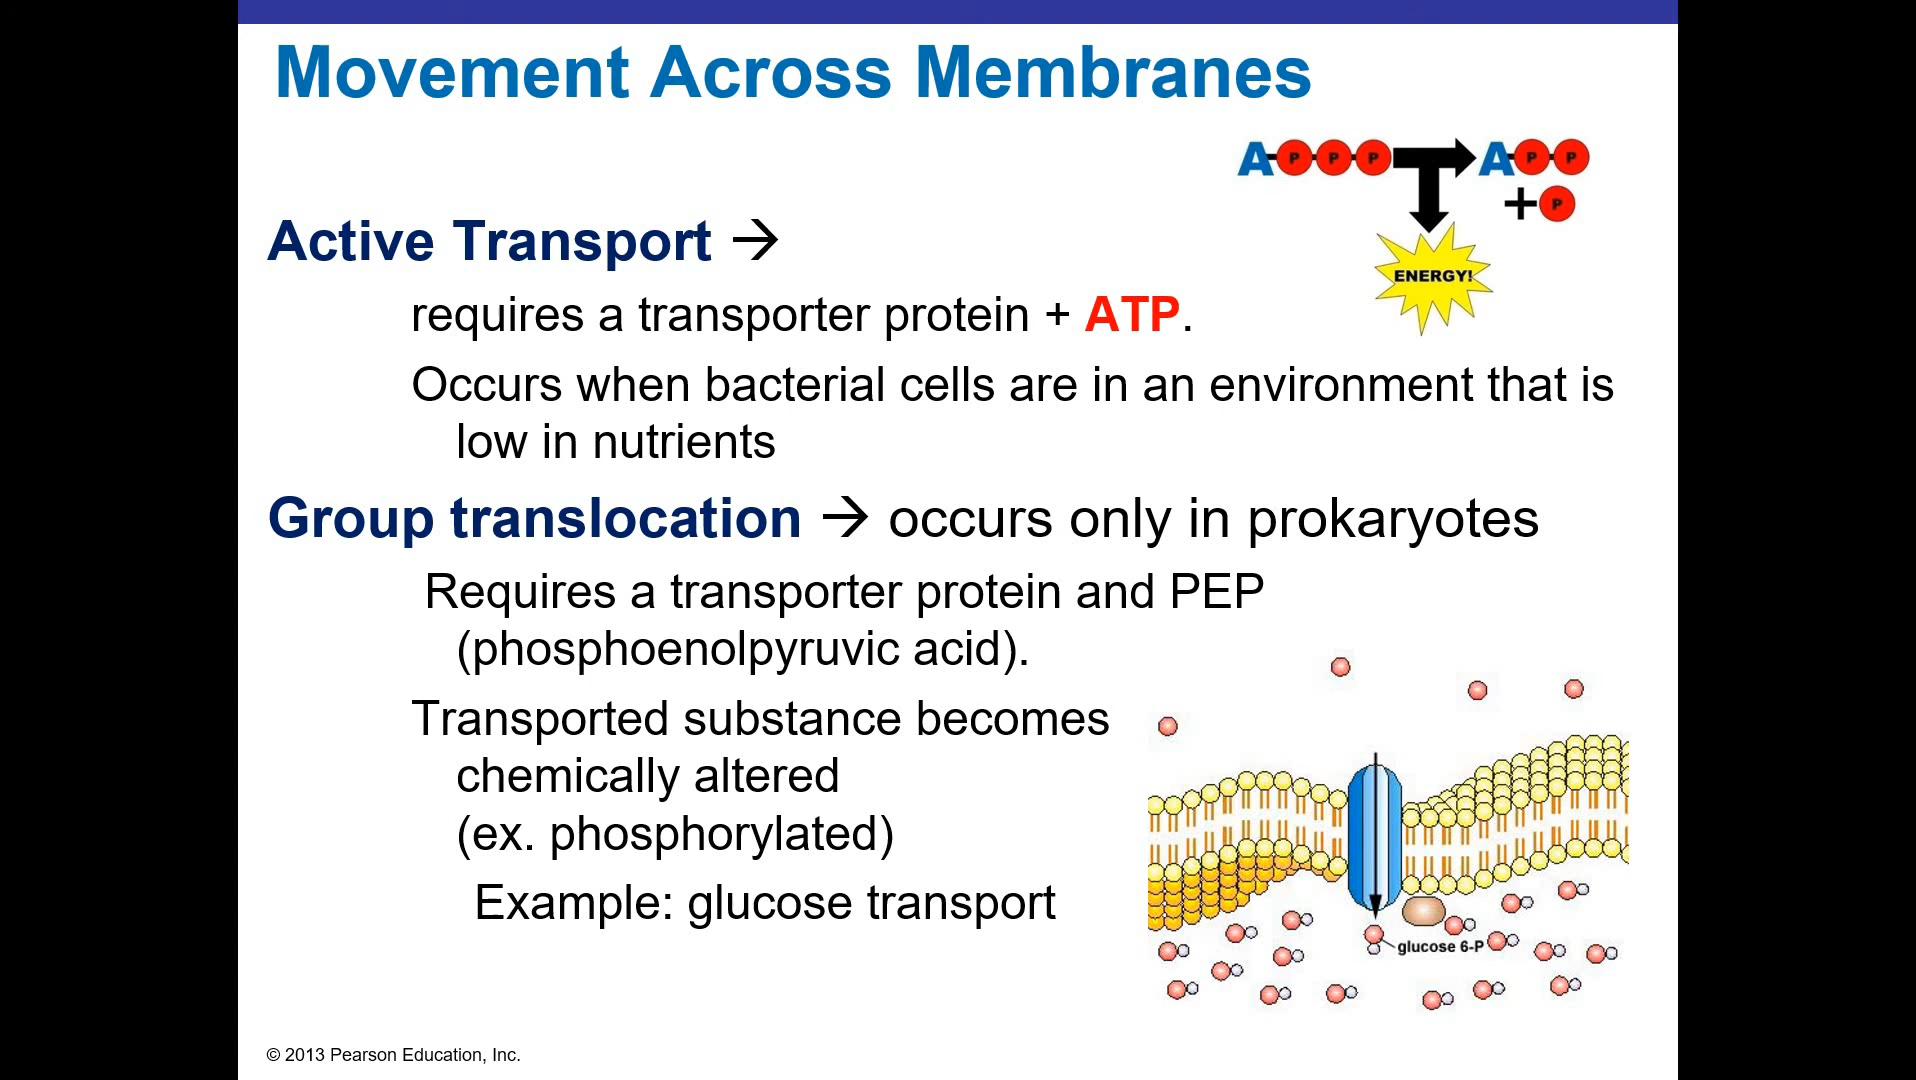 Movement Across Membranes
A-P-P-P A-P-P
+P
ENERGY!
Active Transport →
requires a transporter protein + ATP.
Occurs when bacterial cells are in an environment that is
low in nutrients
Group translocation → occurs only in prokaryotes
Requires a transporter protein and PEP
(phosphoenolpyruvic acid).
Transported substance becomes
chemically altered
(ex. phosphorylated)
Example: glucose transport
glucose 6-P
© 2013 Pearson Education, Inc.